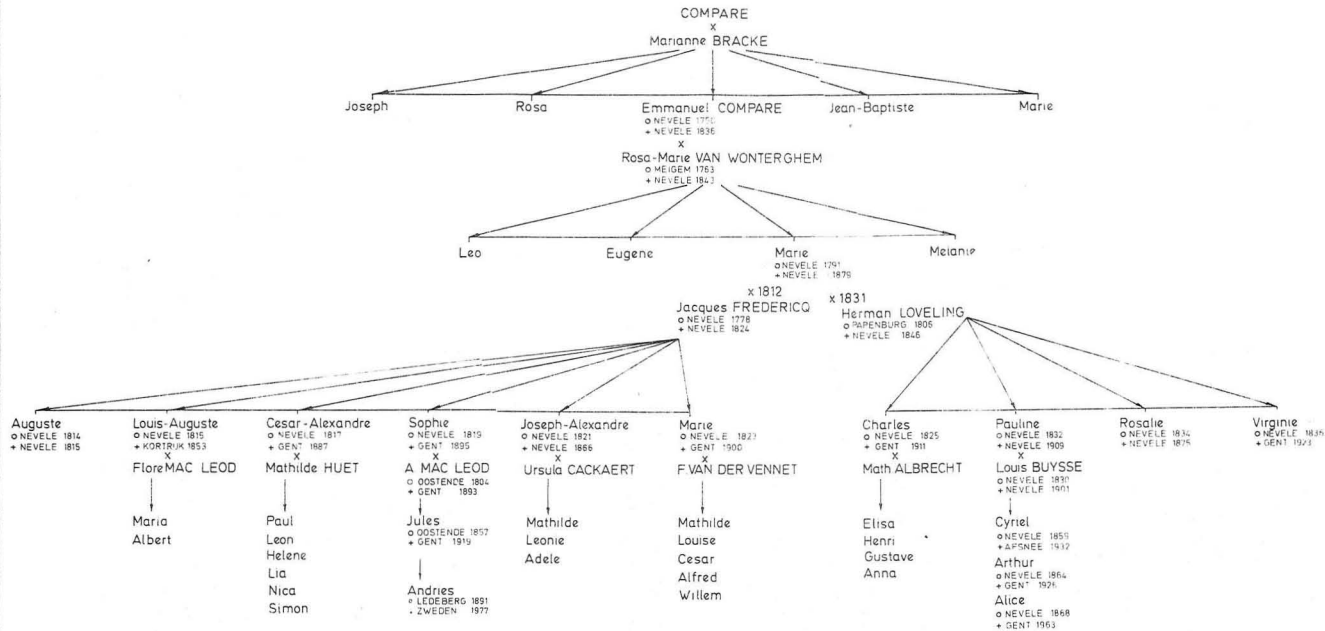 COMPARE
x
Marianne BRACKE
Joseph
Rosa
Emmanuel COMPARE
o NEVELE 1750
+ NEVELE 1836
Jean-Baptiste
Marie
x
Rosa-Marie VAN WONTERGHEM
o MEIGEM 1763
+ NEVELE 1843
Leo
Eugene
Marie
o NEVELE 1791
+ NEVELE 1879
Melanie
x 1812
Jacques FREDERICQ
o NEVELE 1778
+ NEVELE 1824
x 1831
Herman LOVELING
o PAPENBURG 1806
+ NEVELE 1846
Auguste
o NEVELE 1814
+ NEVELE 1815
Louis-Auguste
o NEVELE 1815
+ KORTRIJK 1853
x
Flore MAC LEOD
Maria
Albert
Cesar-Alexandre
o NEVELE 1817
+ GENT 1887
x
Mathilde HUET
Paul
Leon
Helene
Lia
Nica
Simon
Sophie
o NEVELE 1819
+ GENT 1895
x
A MAC LEOD
o OOSTENDE 1804
+ GENT 1893
Jules
o OOSTENDE 1857
+ GENT 1919
Andries
o LEDEBERG 1891
. ZWEDEN 1977
Joseph-Alexandre
o NEVELE 1821
+ NEVELE 1866
x
Ursula CACKAERT
Mathilde
Leonie
Adele
Marie
o NEVELE 1823
+ GENT 1900
x
F. VAN DER VENNET
Mathilde
Louise
Cesar
Alfred
Willem
Charles
o NEVELE 1825
+ GENT 1911
x
Math ALBRECHT
Elisa
Henri
Gustave
Anna
Pauline
o NEVELE 1832
+ NEVELE 1909
x
Louis BUYSSE
o NEVELE 1830
+ NEVELE 1901
Cyriel
o NEVELE 1859
+ AFSNEE 1932
Arthur
o NEVELE 1864
+ GENT 1926
Alice
o NEVELE 1868
+ GENT 1963
Rosalie
o NEVELE 1834
+ NEVELE 1875
Virginie
o NEVELE 1836
+ GENT 1923